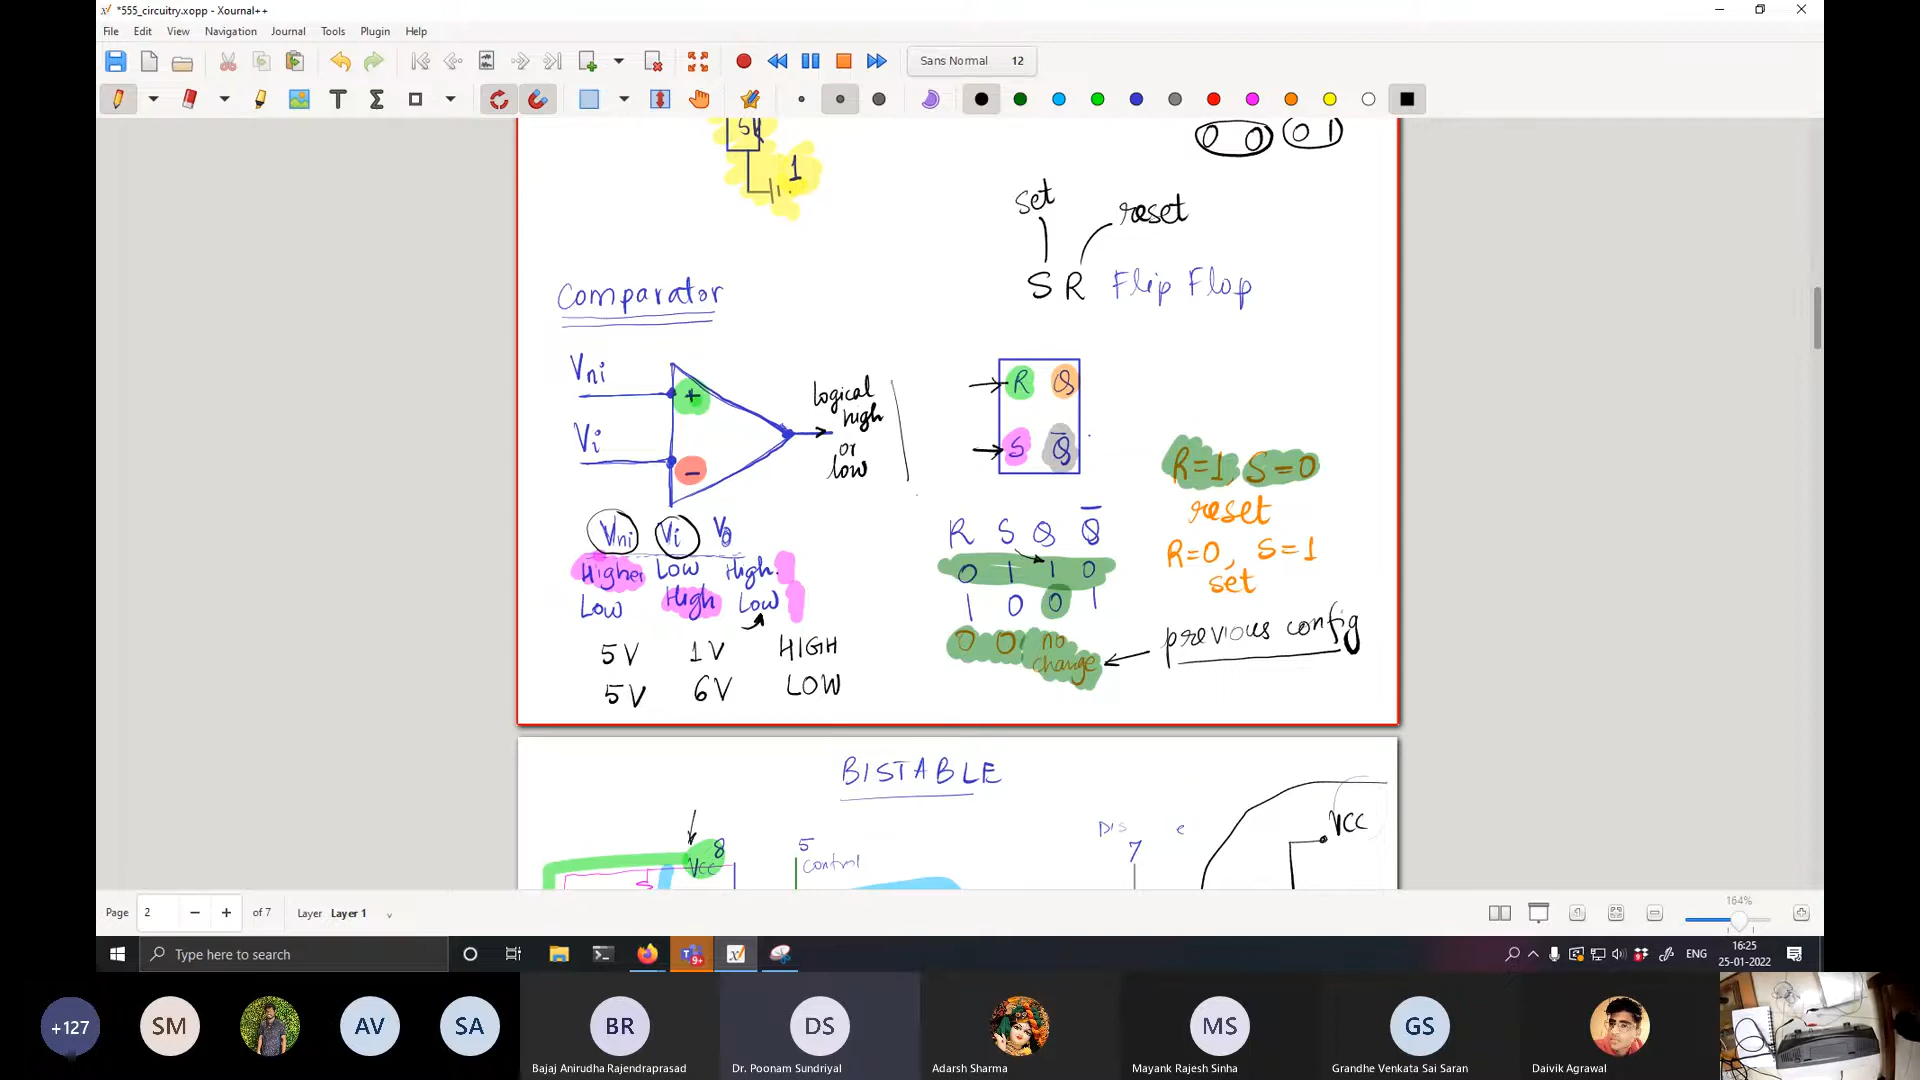 *555_circuitry.xopp - Xournal++
File Edit View Navigation Journal Tools Plugin Help
Sans Normal 12
5k
1
0 0 0 1
set
reset
SR Flip Flop
Comparator
Vni
+
Vi
-
logical
high
or
low
R Q
S Q̅
R=1, S=0
reset
R=0, S=1
set
Vni Vi V0
Higher Low High.
Low High Low
5V 1V HIGH
5V 6V LOW
R S Q Q̅
0 1 1 0
1 0 0 1
0 0 no
change
previous config
BISTABLE
VCC 8
5
Control
Dis e
7
VCC
Page 2 of 7 Layer Layer 1
164%
Type here to search
9+
ENG
16:25
25-01-2022
+127
SM
AV
SA
BR
DS
MS
GS
Bajaj Anirudha Rajendraprasad
Dr. Poonam Sundriyal
Adarsh Sharma
Mayank Rajesh Sinha
Grandhe Venkata Sai Saran
Daivik Agrawal